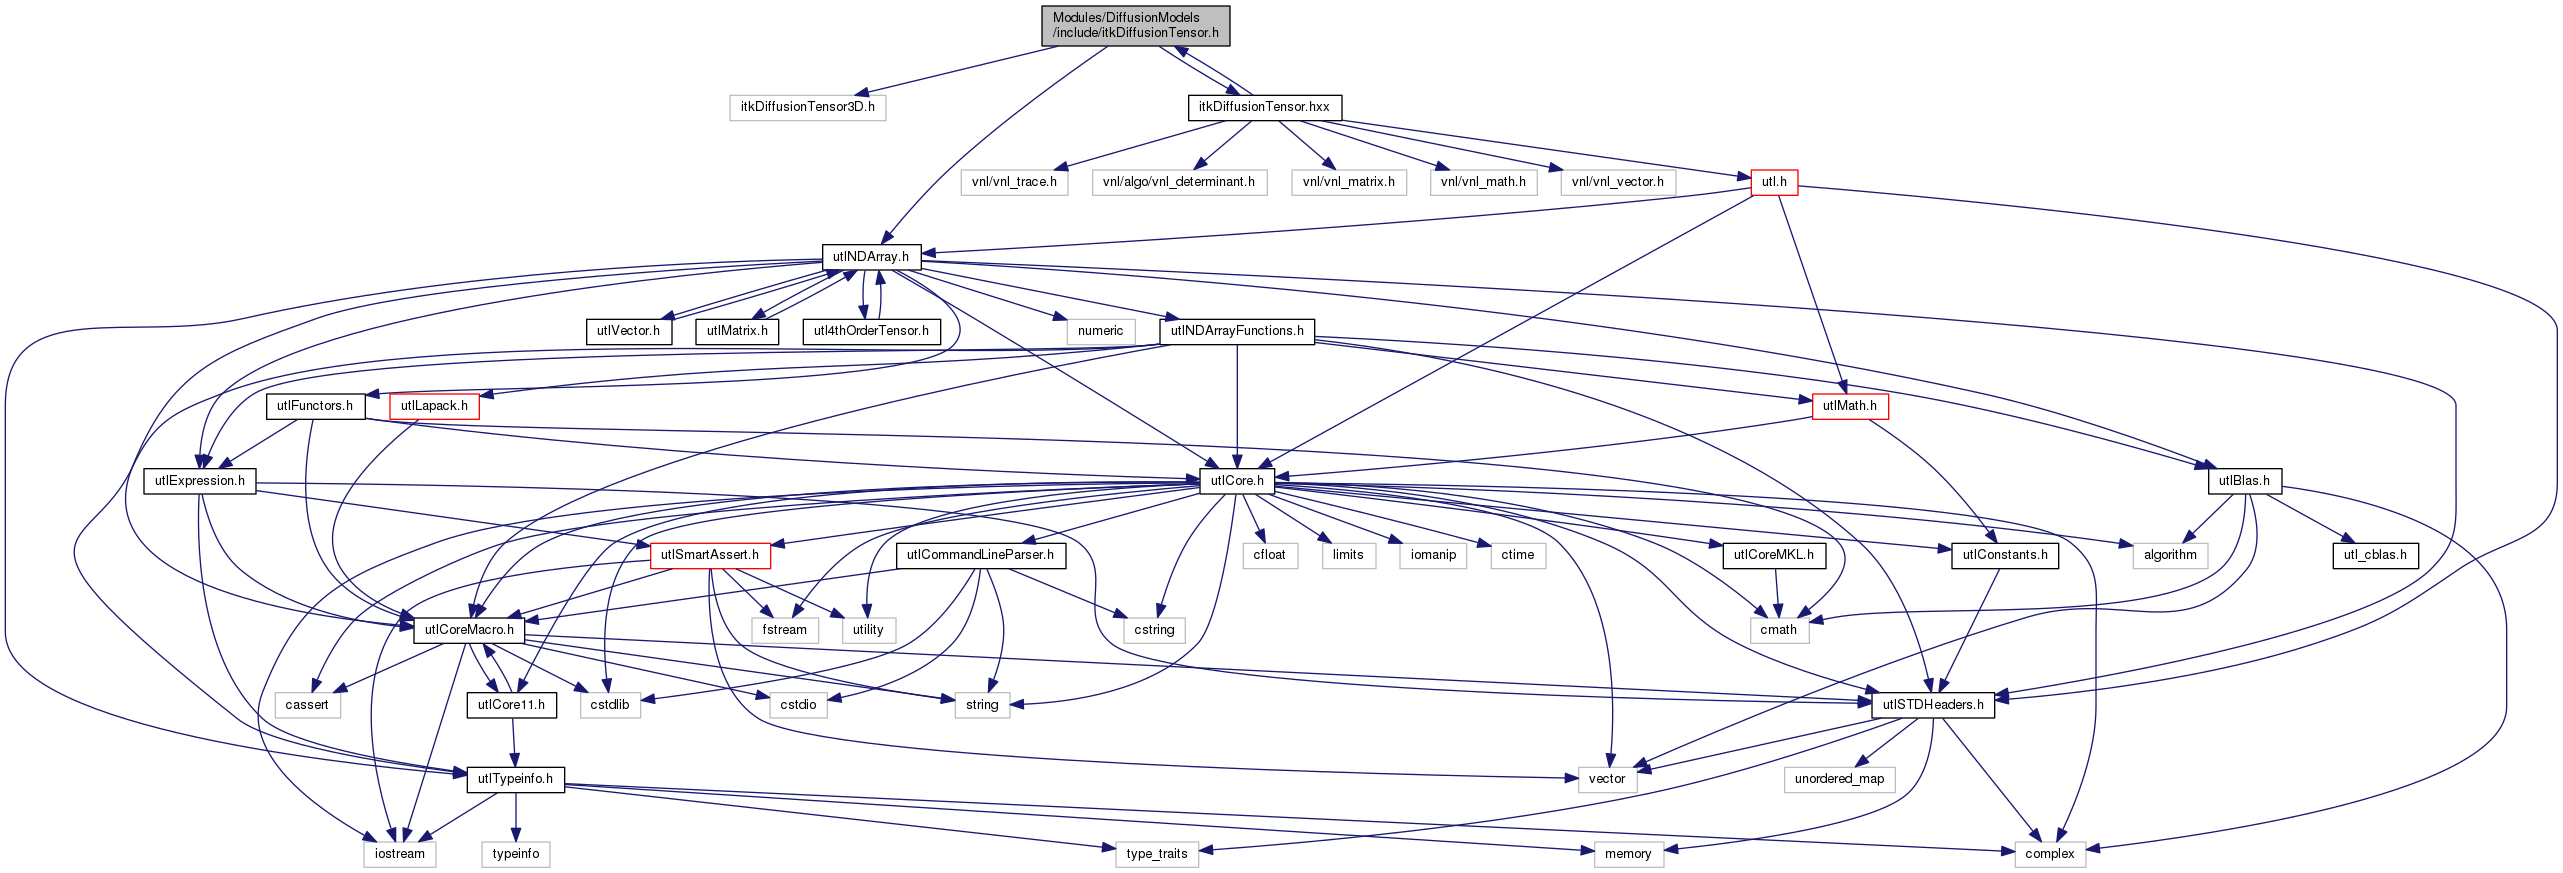 Modules/DiffusionModels
/include/itkDiffusionTensor.h
itkDiffusionTensor3D.h
itkDiffusionTensor.hxx
vnl/vnl_trace.h
vnl/algo/vnl_determinant.h
vnl/vnl_matrix.h
vnl/vnl_math.h
vnl/vnl_vector.h
utl.h
utlNDArray.h
utlVector.h
utlMatrix.h
utl4thOrderTensor.h
numeric
utlNDArrayFunctions.h
utlFunctors.h
utlLapack.h
utlMath.h
utlExpression.h
utlCore.h
utlBlas.h
utlSmartAssert.h
utlCommandLineParser.h
cfloat
limits
iomanip
ctime
utlCoreMKL.h
utlConstants.h
algorithm
utl_cblas.h
utlCoreMacro.h
fstream
utility
cstring
cmath
cassert
utlCore11.h
cstdlib
cstdio
string
utlSTDHeaders.h
utlTypeinfo.h
vector
unordered_map
iostream
typeinfo
type_traits
memory
complex